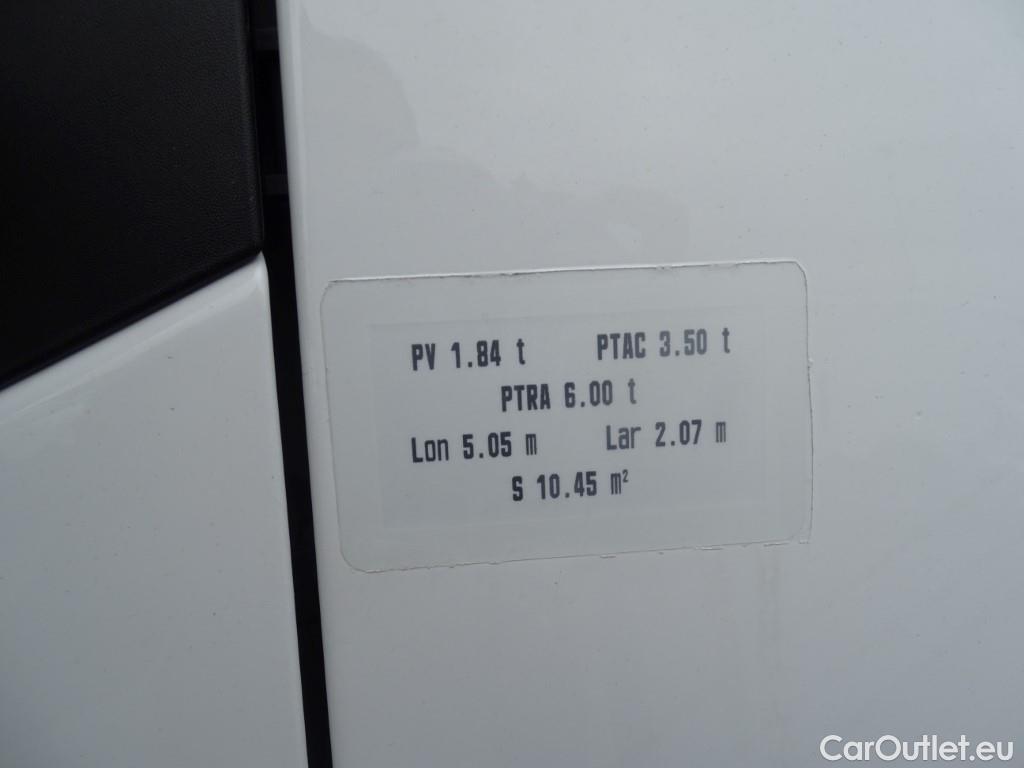 PV 1.84 t PTAC 3.50 t
PTRA 6.00 t
Lon 5.05 m Lar 2.07 m
S 10.45 m²
CarOutlet.eu